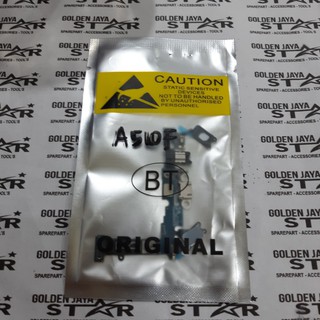 GOLDEN JAYA
STAR
SPAREPART - ACCESSORIES - TOOL'S
CAUTION
STATIC SENSITIVE
DEVICES
NOT TO BE HANDLED
BY UNAUTHORISED
PERSONNEL
A510F
BT
ORIGINAL